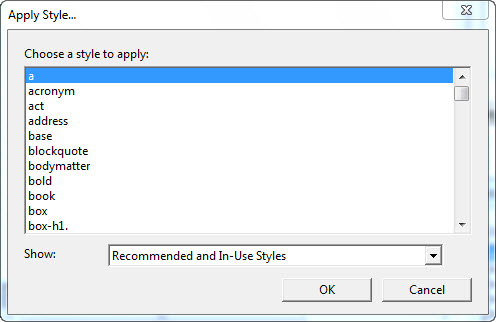 Apply Style...
Choose a style to apply:
a
acronym
act
address
base
blockquote
bodymatter
bold
book
box
box-h1.
Show:
Recommended and In-Use Styles
OK
Cancel